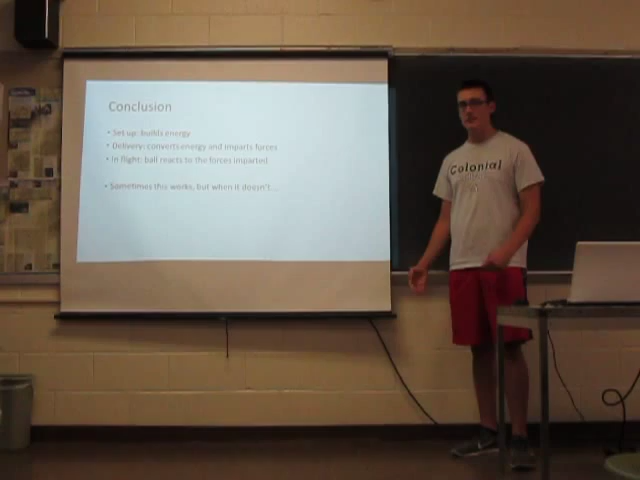 Conclusion
• Set up: builds energy
• Delivery: converts energy and imparts forces
• In flight: ball reacts to the forces imparted
• Sometimes this works, but when it doesn't…
Colonial